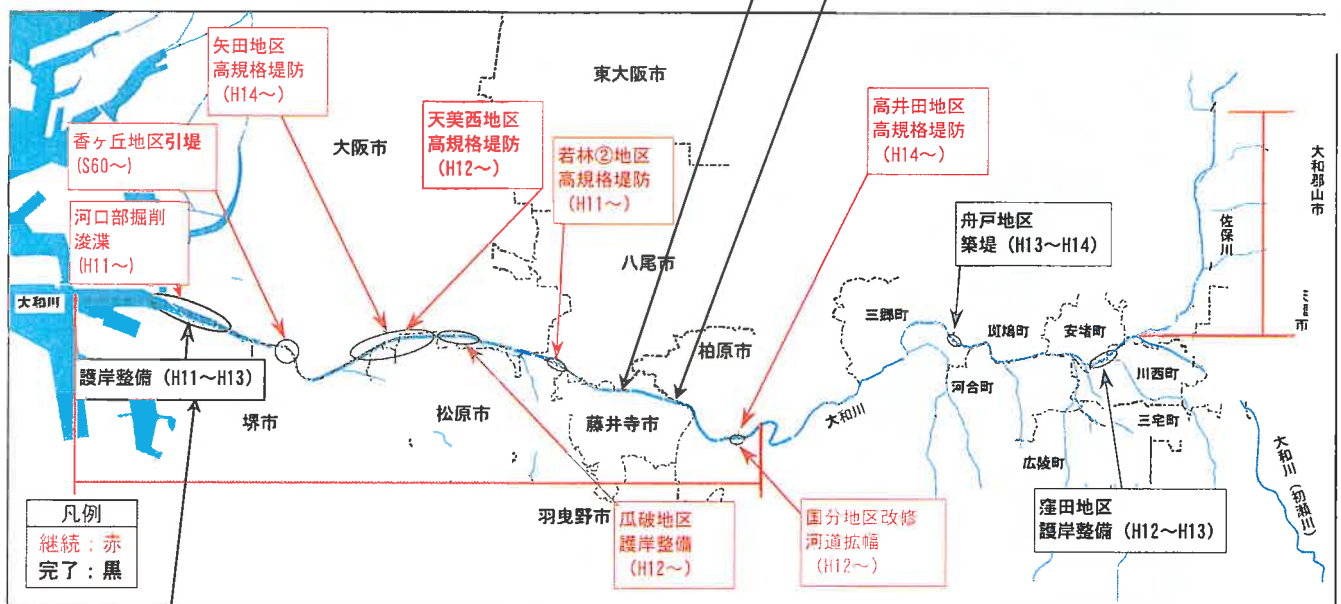 矢田地区
高規格堤防
(H14～)
東大阪市
大阪市
天美西地区
高規格堤防
(H12～)
高井田地区
高規格堤防
(H14～)
香ヶ丘地区引堤
(S60～)
若林②地区
高規格堤防
(H11～)
大和郡山市
佐保川
舟戸地区
築堤 (H13～H14)
河口部掘削
浚渫
(H11～)
八尾市
大和川
三郷町
斑鳩町
安堵町
市
柏原市
護岸整備 (H11～H13)
河合町
川西町
堺市
松原市
藤井寺市
大和川
三宅町
広陵町
大和川（初瀬川）
羽曳野市
凡例
継続：赤
完了：黒
瓜破地区
護岸整備
(H12～)
国分地区改修
河道拡幅
(H12～)
窪田地区
護岸整備 (H12～H13)